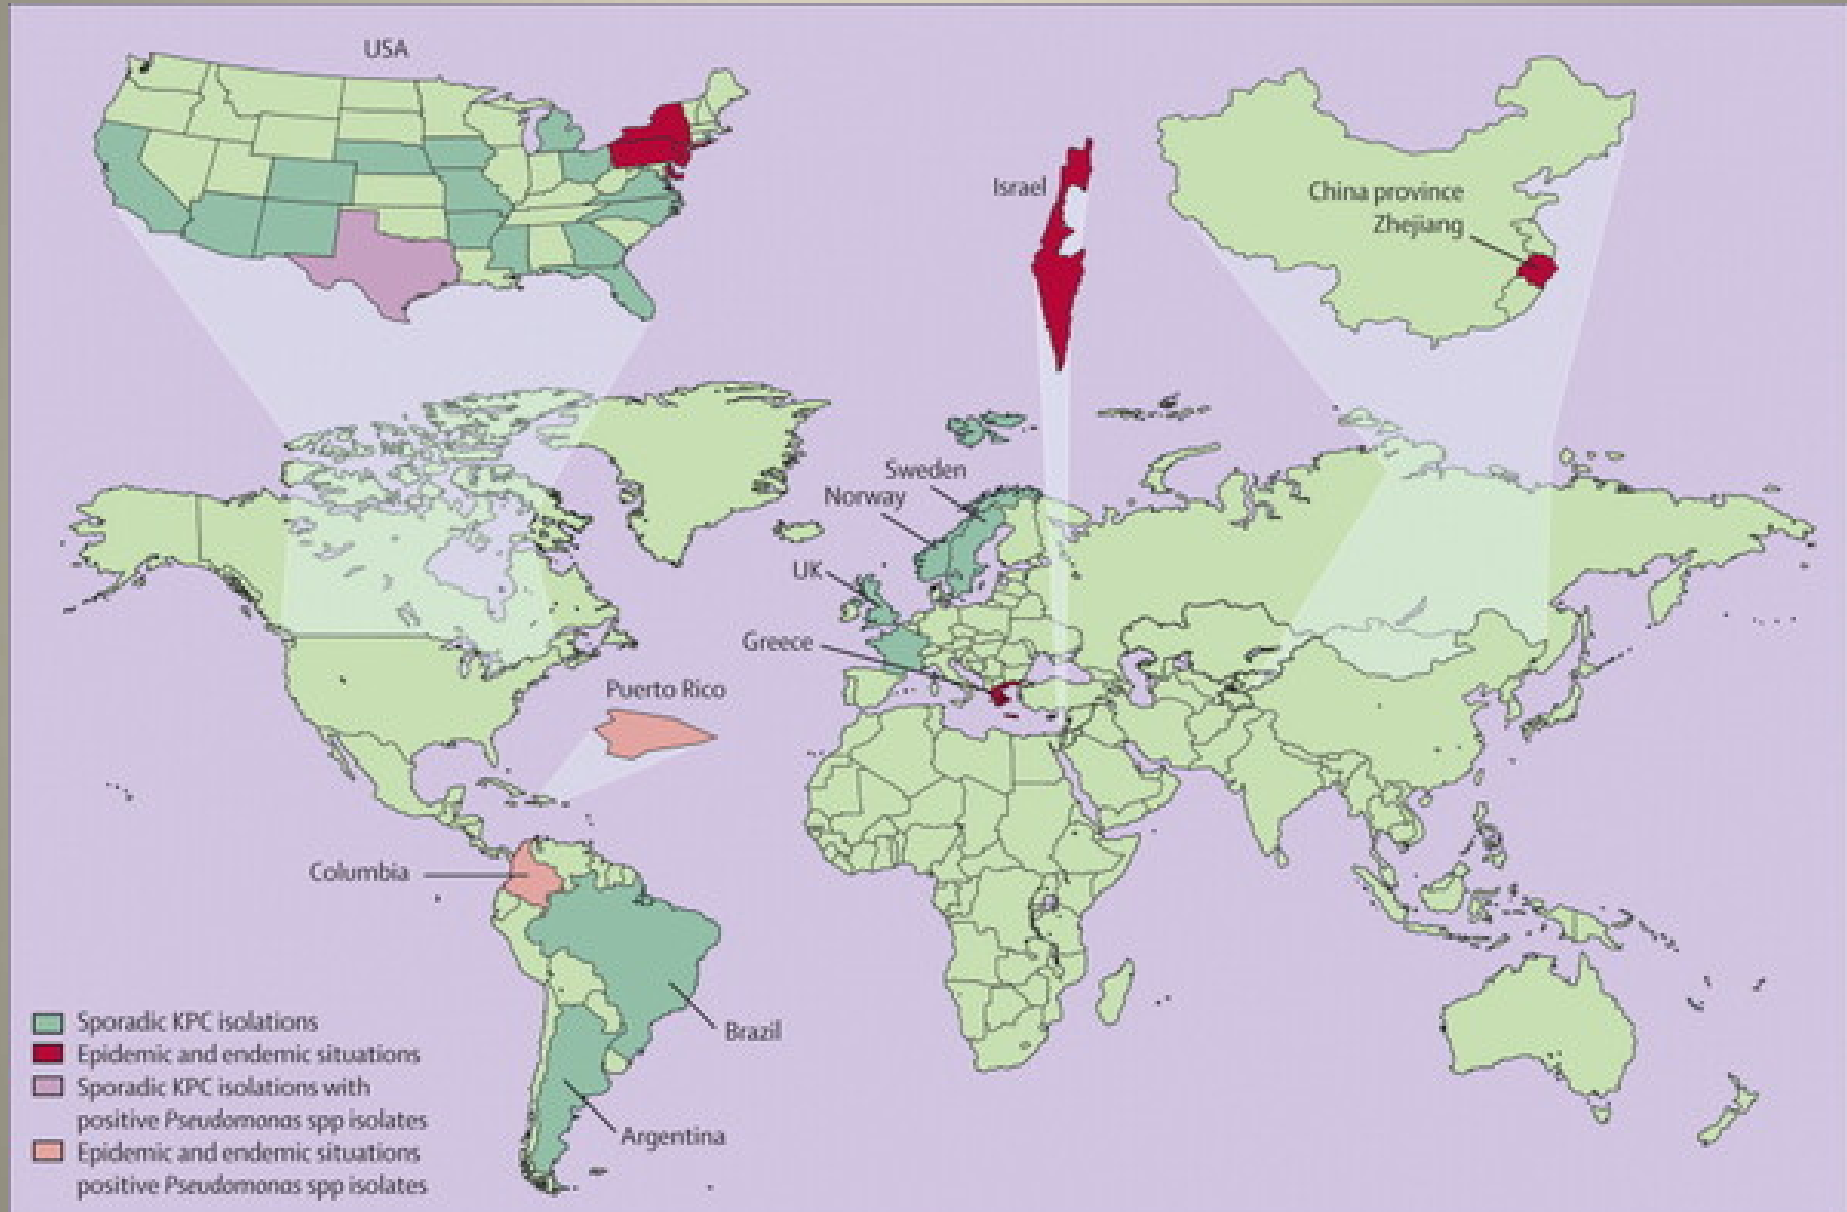 USA
Israel
China province
Zhejiang
Sweden
Norway
UK
Greece
Puerto Rico
Columbia
Brazil
Argentina
Sporadic KPC isolations
Epidemic and endemic situations
Sporadic KPC isolations with
positive Pseudomonas spp isolates
Epidemic and endemic situations
positive Pseudomonas spp isolates